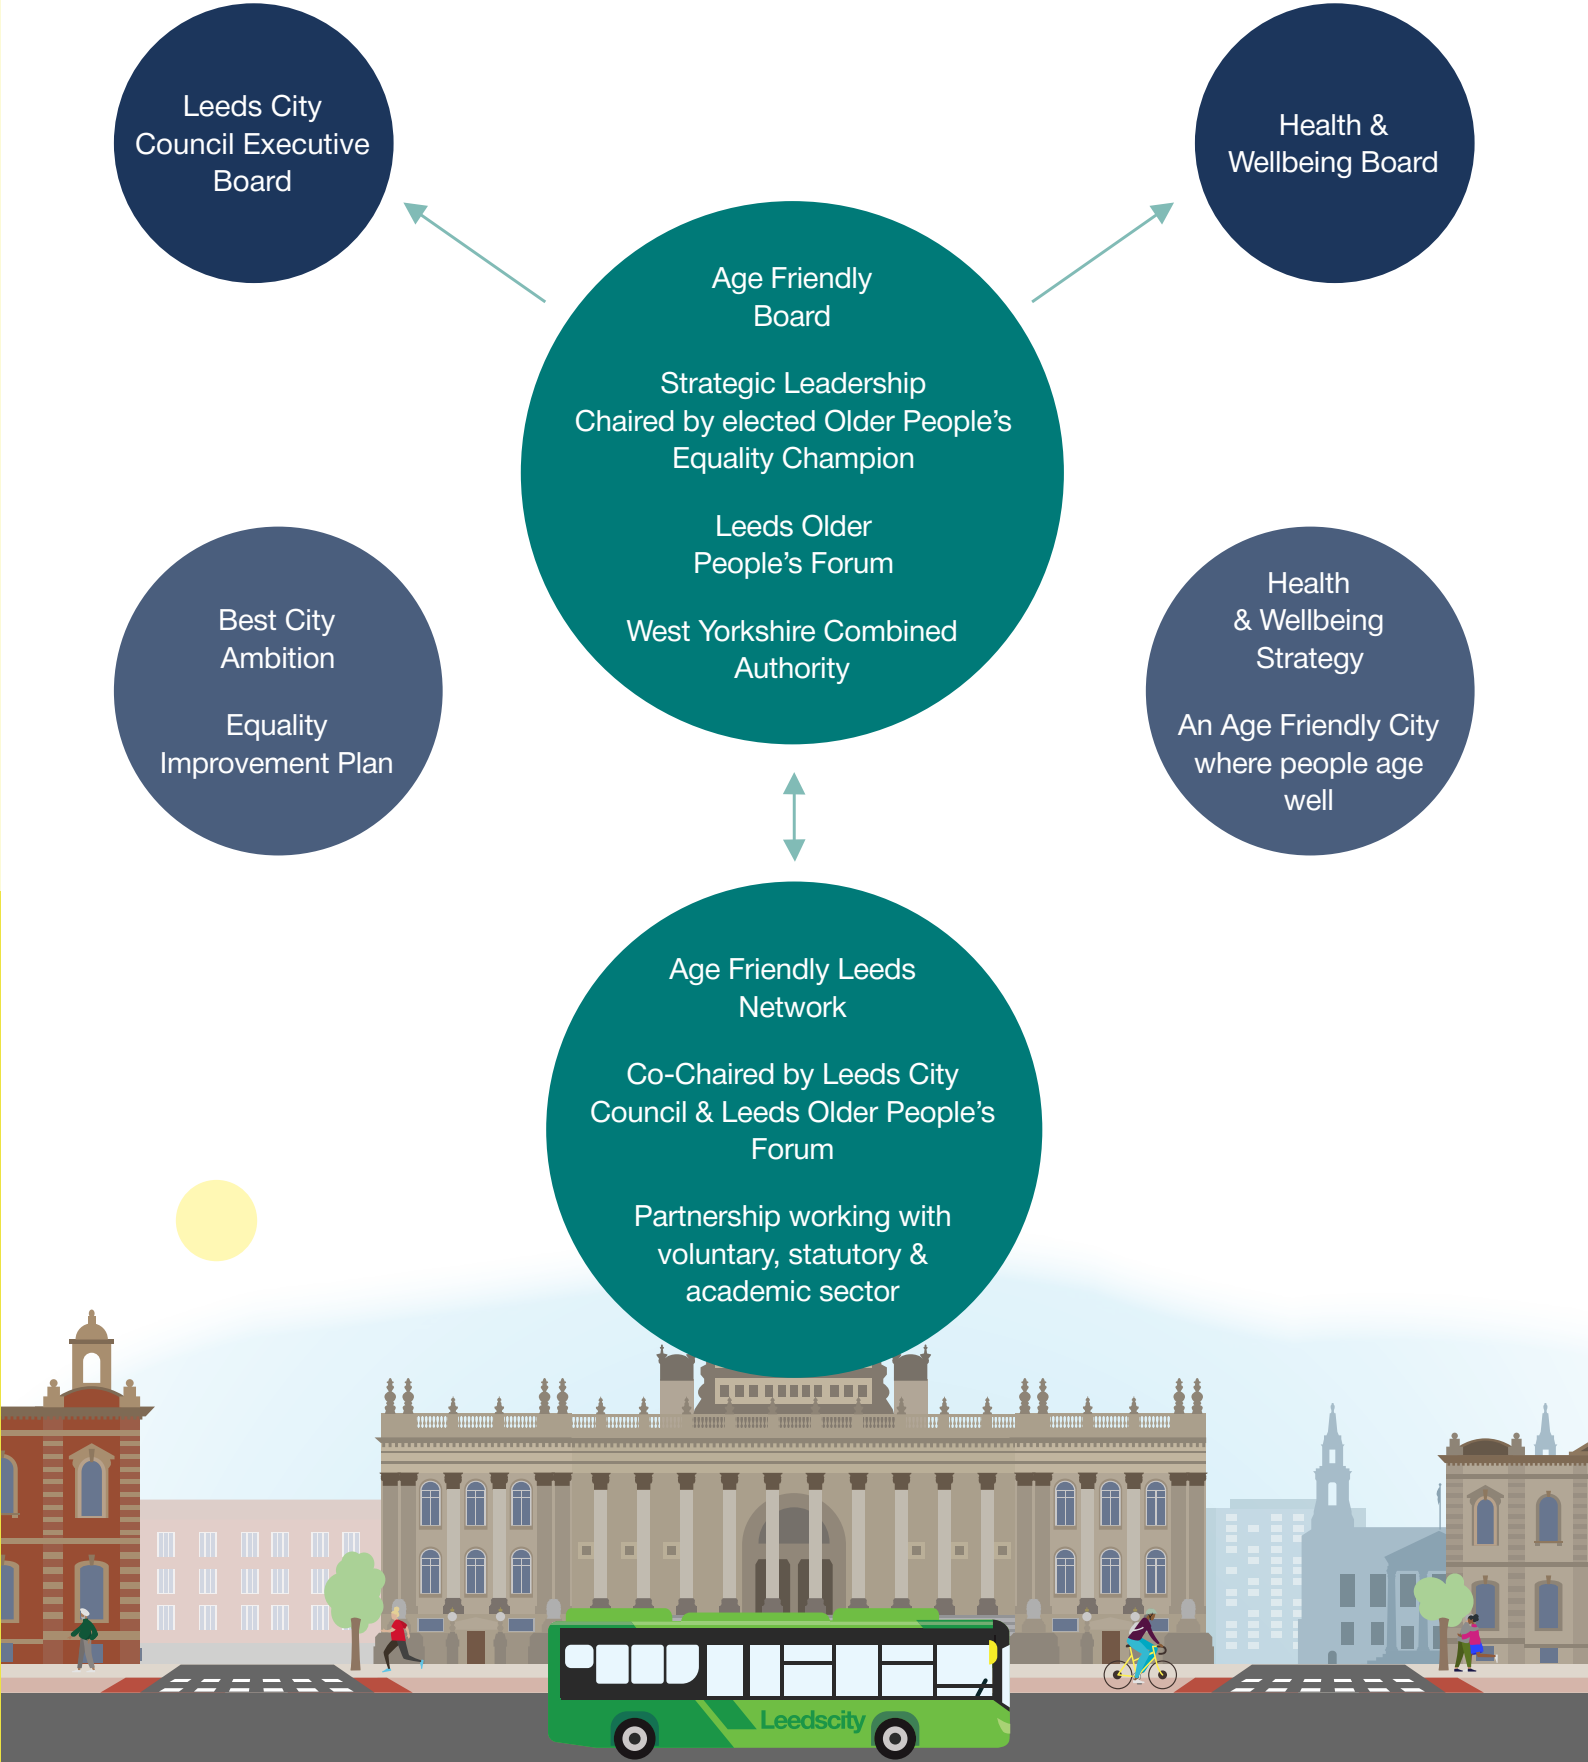 Leeds City
Council Executive
Board
Health &
Wellbeing Board
Age Friendly
Board
Strategic Leadership
Chaired by elected Older People’s
Equality Champion
Leeds Older
People’s Forum
West Yorkshire Combined
Authority
Best City
Ambition
Equality
Improvement Plan
Health
& Wellbeing
Strategy
An Age Friendly City
where people age
well
Age Friendly Leeds
Network
Co-Chaired by Leeds City
Council & Leeds Older People’s
Forum
Partnership working with
voluntary, statutory &
academic sector
Leedscity